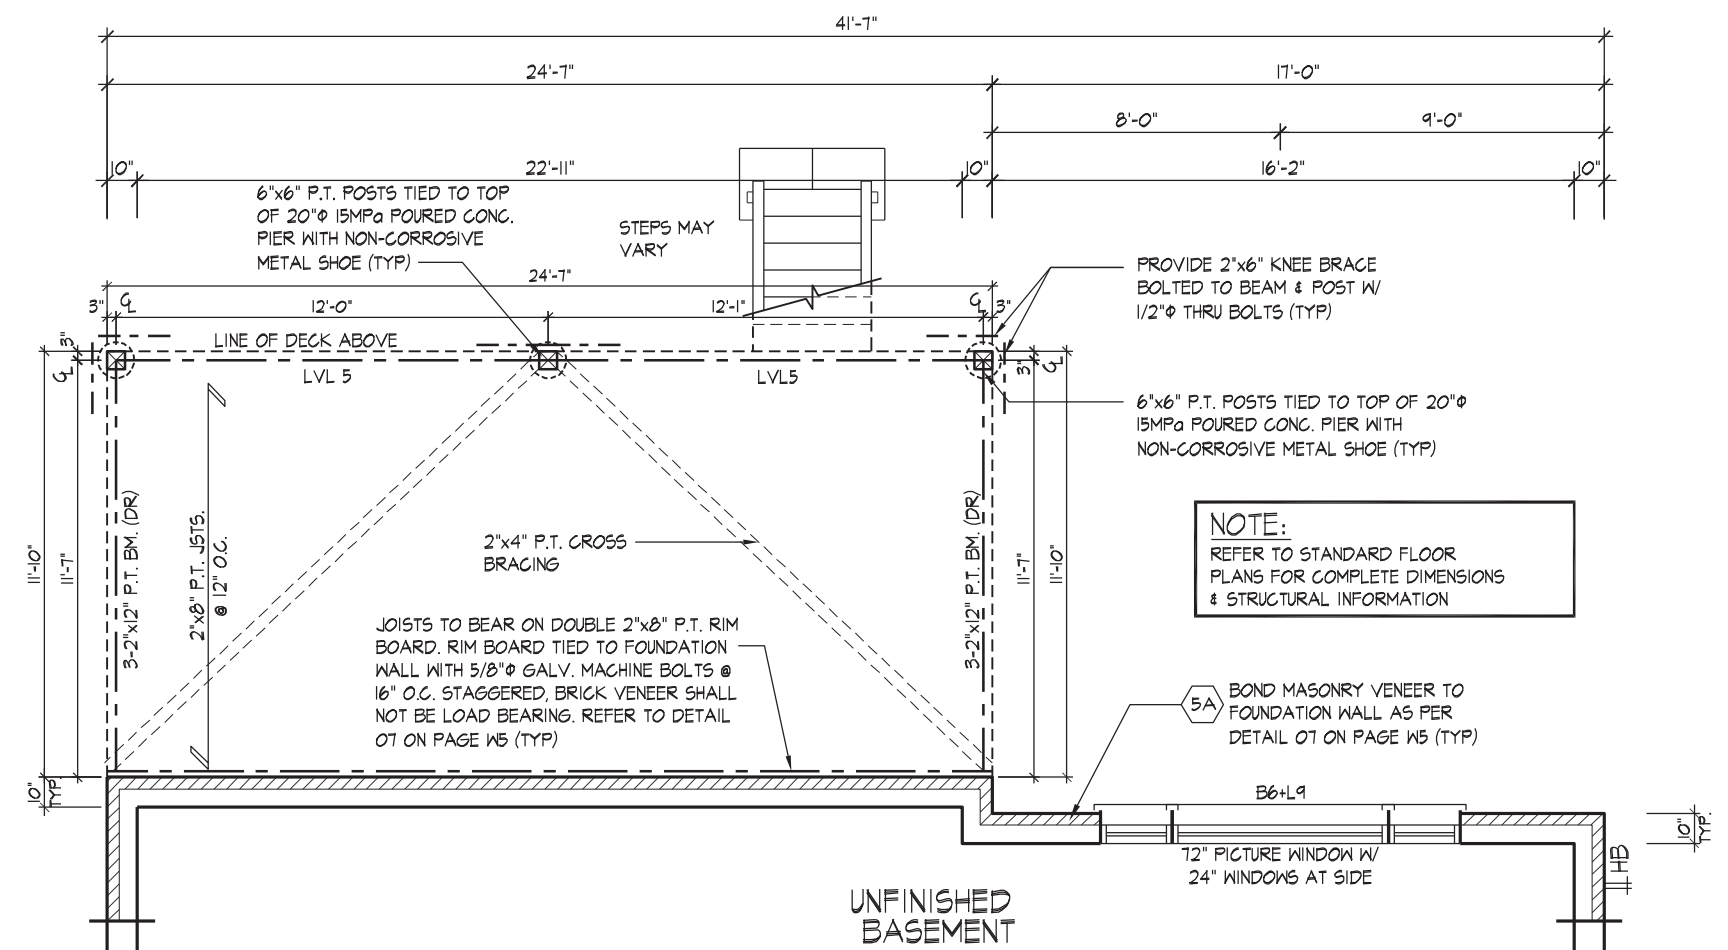 41'-7"
24'-7"
17'-0"
8'-0"
9'-0"
10"
22'-11"
10"
16'-2"
10"
6"x6" P.T. POSTS TIED TO TOP
OF 20"Φ 15MPa POURED CONC.
PIER WITH NON-CORROSIVE
METAL SHOE (TYP)
STEPS MAY
VARY
24'-7"
3"
℄
12'-0"
12'-1"
℄
3"
PROVIDE 2"x6" KNEE BRACE
BOLTED TO BEAM & POST W/
1/2"Φ THRU BOLTS (TYP)
LINE OF DECK ABOVE
3"
℄
LVL 5
LVL5
3"
℄
6"x6" P.T. POSTS TIED TO TOP OF 20"Φ
15MPa POURED CONC. PIER WITH
NON-CORROSIVE METAL SHOE (TYP)
11'-10"
11'-7"
3-2"x12" P.T. BM. (DR)
2"x8" P.T. JSTS.
@ 12" O.C.
2"x4" P.T. CROSS
BRACING
3-2"x12" P.T. BM. (DR)
11'-7"
11'-10"
NOTE:
REFER TO STANDARD FLOOR
PLANS FOR COMPLETE DIMENSIONS
& STRUCTURAL INFORMATION
JOISTS TO BEAR ON DOUBLE 2"x8" P.T. RIM
BOARD. RIM BOARD TIED TO FOUNDATION
WALL WITH 5/8"Φ GALV. MACHINE BOLTS @
16" O.C. STAGGERED, BRICK VENEER SHALL
NOT BE LOAD BEARING. REFER TO DETAIL
07 ON PAGE W5 (TYP)
5A
BOND MASONRY VENEER TO
FOUNDATION WALL AS PER
DETAIL 07 ON PAGE W5 (TYP)
10"
TYP.
B6+L9
10"
TYP.
72" PICTURE WINDOW W/
24" WINDOWS AT SIDE
HB
UNFINISHED
BASEMENT